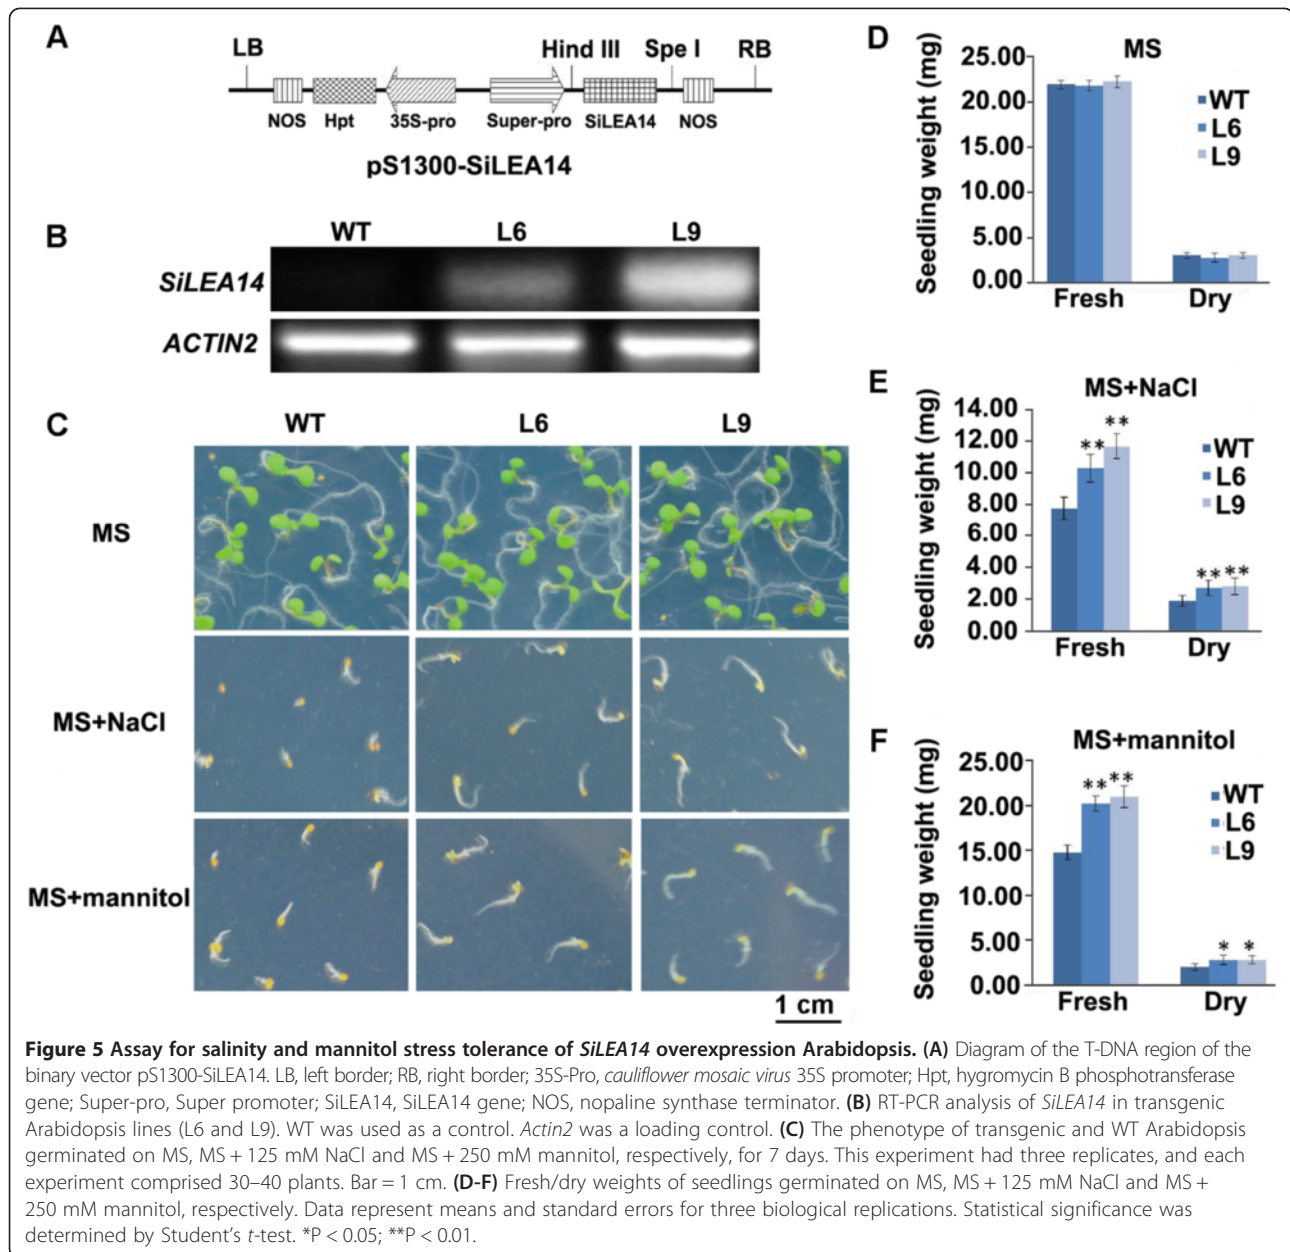 A
LB
Hind III
Spe I
RB
NOS
Hpt
35S-pro
Super-pro
SiLEA14
NOS
pS1300-SiLEA14
B
WT
L6
L9
SiLEA14
ACTIN2
C
WT
L6
L9
MS
MS+NaCl
MS+mannitol
1 cm
D
MS
Seedling weight (mg)
25.00
20.00
15.00
10.00
5.00
0.00
WT
L6
L9
Fresh
Dry
E
MS+NaCl
Seedling weight (mg)
14.00
12.00
10.00
8.00
6.00
4.00
2.00
0.00
**
**
**
**
WT
L6
L9
Fresh
Dry
F
MS+mannitol
Seedling weight (mg)
25.00
20.00
15.00
10.00
5.00
0.00
**
**
*
*
WT
L6
L9
Fresh
Dry
Figure 5 Assay for salinity and mannitol stress tolerance of SiLEA14 overexpression Arabidopsis. (A) Diagram of the T-DNA region of the
binary vector pS1300-SiLEA14. LB, left border; RB, right border; 35S-Pro, cauliflower mosaic virus 35S promoter; Hpt, hygromycin B phosphotransferase
gene; Super-pro, Super promoter; SiLEA14, SiLEA14 gene; NOS, nopaline synthase terminator. (B) RT-PCR analysis of SiLEA14 in transgenic
Arabidopsis lines (L6 and L9). WT was used as a control. Actin2 was a loading control. (C) The phenotype of transgenic and WT Arabidopsis
germinated on MS, MS + 125 mM NaCl and MS + 250 mM mannitol, respectively, for 7 days. This experiment had three replicates, and each
experiment comprised 30–40 plants. Bar = 1 cm. (D-F) Fresh/dry weights of seedlings germinated on MS, MS + 125 mM NaCl and MS +
250 mM mannitol, respectively. Data represent means and standard errors for three biological replications. Statistical significance was
determined by Student's t-test. *P < 0.05; **P < 0.01.